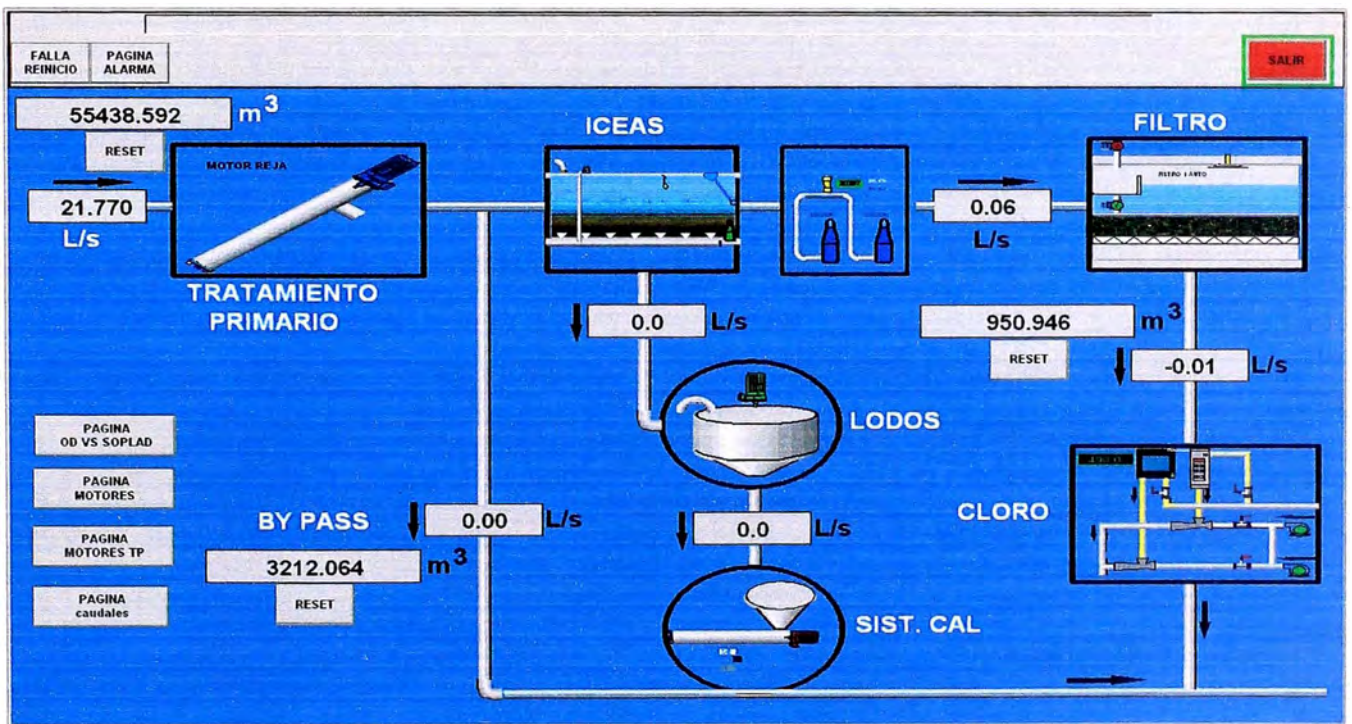 FALLA
REINICIO
PAGINA
ALARMA
SALIR
55438.592 m3
RESET
21.770
L/s
MOTOR REJA
TRATAMIENTO
PRIMARIO
ICEAS
0.06
L/s
FILTRO
0.0 L/s
950.946 m3
RESET
-0.01 L/s
LODOS
PAGINA
OD VS SOPLAD
PAGINA
MOTORES
PAGINA
MOTORES TP
PAGINA
caudales
BY PASS
0.00 L/s
3212.064 m3
RESET
0.0 L/s
CLORO
SIST. CAL